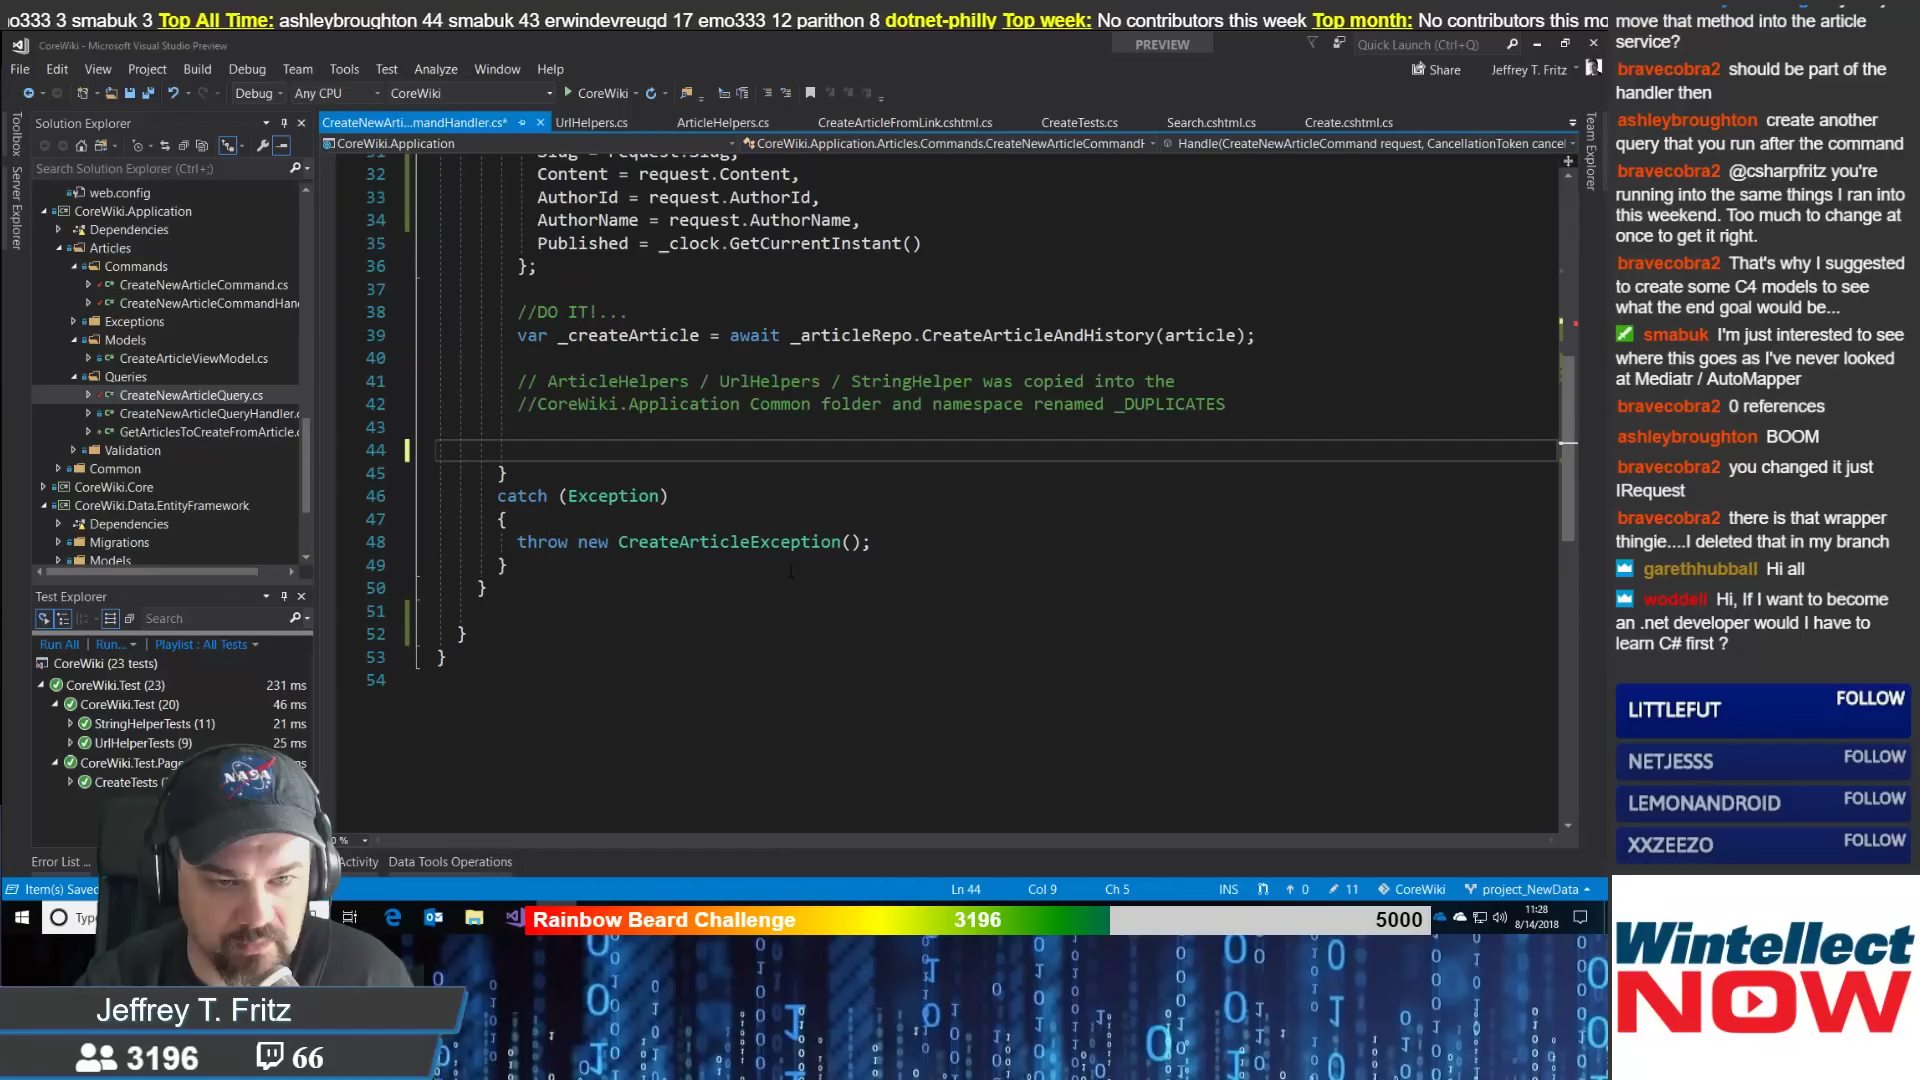 o333 3 smabuk 3 Top All Time: ashleybroughton 44 smabuk 43 erwindevreugd 17 emo333 12 parithon 8 dotnet-philly Top week: No contributors this week Top month: No contributors this mo
CoreWiki - Microsoft Visual Studio Preview
PREVIEW
Quick Launch (Ctrl+Q)
File Edit View Project Build Debug Team Tools Test Analyze Window Help
Share
Jeffrey T. Fritz
Debug
Any CPU
CoreWiki
CoreWiki
Toolbox
Server Explorer
Team Explorer
Solution Explorer
Search Solution Explorer (Ctrl+;)
web.config
CoreWiki.Application
Dependencies
Articles
Commands
CreateNewArticleCommand.cs
CreateNewArticleCommandHan
Exceptions
Models
CreateArticleViewModel.cs
Queries
CreateNewArticleQuery.cs
CreateNewArticleQueryHandler.c
GetArticlesToCreateFromArticle.c
Validation
Common
CoreWiki.Core
CoreWiki.Data.EntityFramework
Dependencies
Migrations
Models
Test Explorer
Search
Run All Run... Playlist : All Tests
CoreWiki (23 tests)
CoreWiki.Test (23) 231 ms
CoreWiki.Test (20) 46 ms
StringHelperTests (11) 21 ms
UrlHelperTests (9) 25 ms
CoreWiki.Test.Page
CreateTests
CreateNewArti...mandHandler.cs* UrlHelpers.cs ArticleHelpers.cs CreateArticleFromLink.cshtml.cs CreateTests.cs Search.cshtml.cs Create.cshtml.cs
CoreWiki.Application
CoreWiki.Application.Articles.Commands.CreateNewArticleCommandH
Handle(CreateNewArticleCommand request, CancellationToken cancel
31 Slug = request.Slug,
32 Content = request.Content,
33 AuthorId = request.AuthorId,
34 AuthorName = request.AuthorName,
35 Published = _clock.GetCurrentInstant()
36 };
37
38 //DO IT!...
39 var _createArticle = await _articleRepo.CreateArticleAndHistory(article);
40
41 // ArticleHelpers / UrlHelpers / StringHelper was copied into the
42 //CoreWiki.Application Common folder and namespace renamed _DUPLICATES
43
44
45 }
46 catch (Exception)
47 {
48 throw new CreateArticleException();
49 }
50 }
51
52 }
53 }
54
Error List ...
Activity
Data Tools Operations
Item(s) Saved
Ln 44 Col 9 Ch 5 INS 0 11 CoreWiki project_NewData
Rainbow Beard Challenge 3196 5000
11:28
8/14/2018
NASA
Jeffrey T. Fritz
3196 66
move that method into the article
service?
bravecobra2 should be part of the
handler then
ashleybroughton create another
query that you run after the command
bravecobra2 @csharpfritz you're
running into the same things I ran into
this weekend. Too much to change at
once to get it right.
bravecobra2 That's why I suggested
to create some C4 models to see
what the end goal would be...
smabuk I'm just interested to see
where this goes as I've never looked
at Mediatr / AutoMapper
bravecobra2 0 references
ashleybroughton BOOM
bravecobra2 you changed it just
IRequest
bravecobra2 there is that wrapper
thingie....I deleted that in my branch
garethhubball Hi all
woddell Hi, If I want to become
an .net developer would I have to
learn C# first ?
LITTLEFUT FOLLOW
NETJESSS FOLLOW
LEMONANDROID FOLLOW
XXZEEZO FOLLOW
Wintellect
NOW